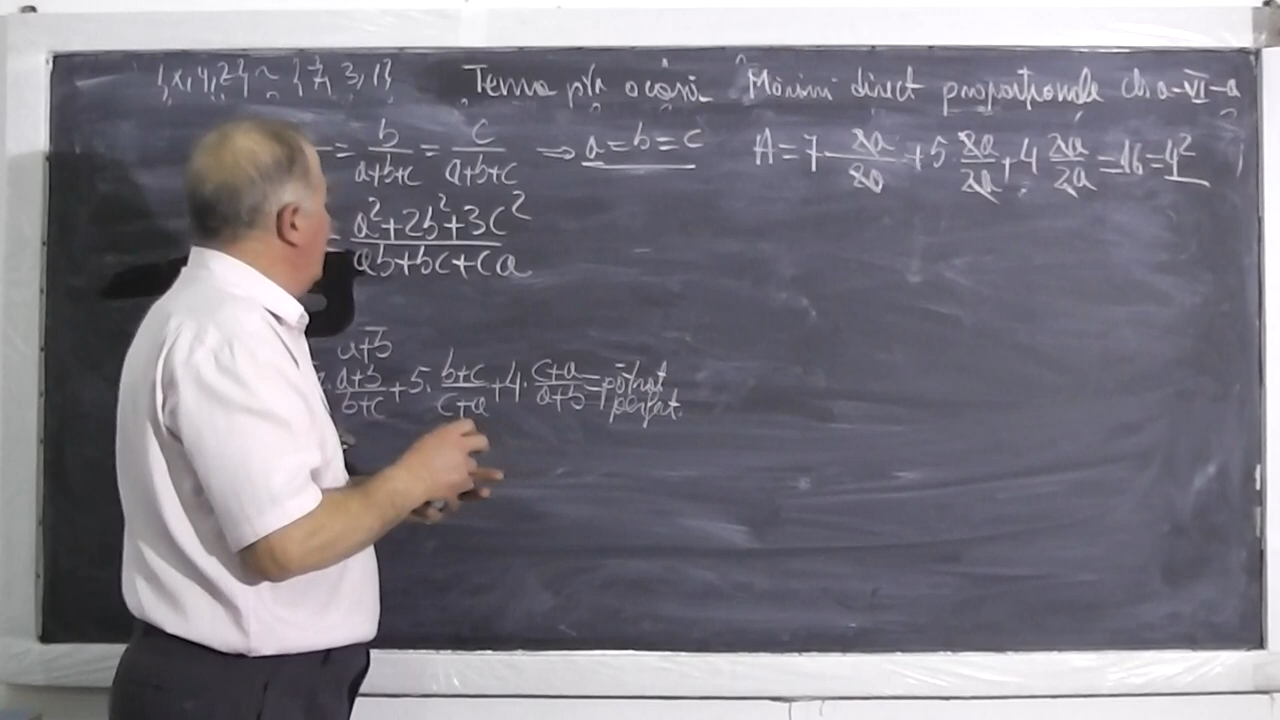 {x,y,z} ~ {7, 3, 1} Tema pt. acasă Mărimi direct proporționale cls a-VI-a
= b/(a+b+c) = c/(a+b+c) ⇒ a=b=c A=7·2a/2a+5·2a/2a+4·2a/2a=16=4²
= (a²+2b²+3c²)/(ab+bc+ca)
a+b
(a+b)/(b+c)+5·(b+c)/(c+a)+4·(c+a)/(a+b)=pătrat perfect.